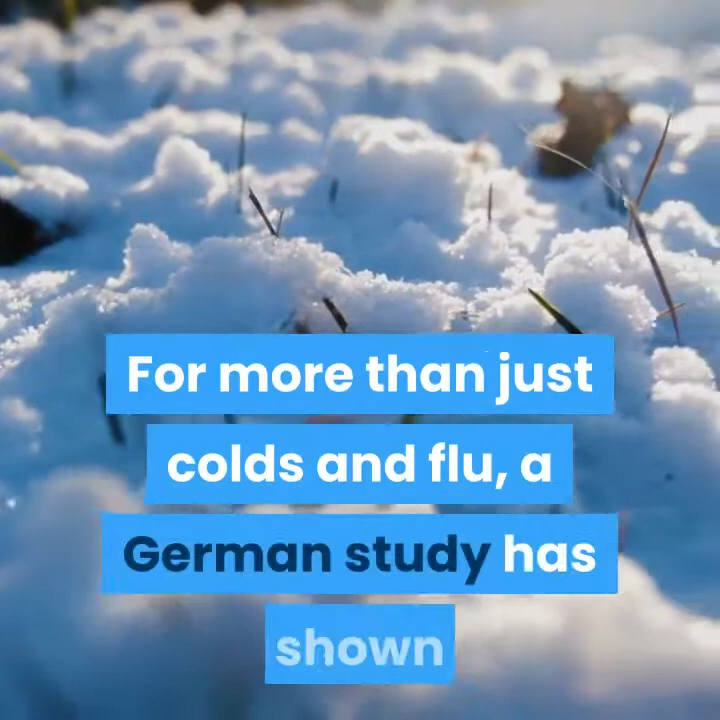 For more than just
colds and flu, a
German study has
shown